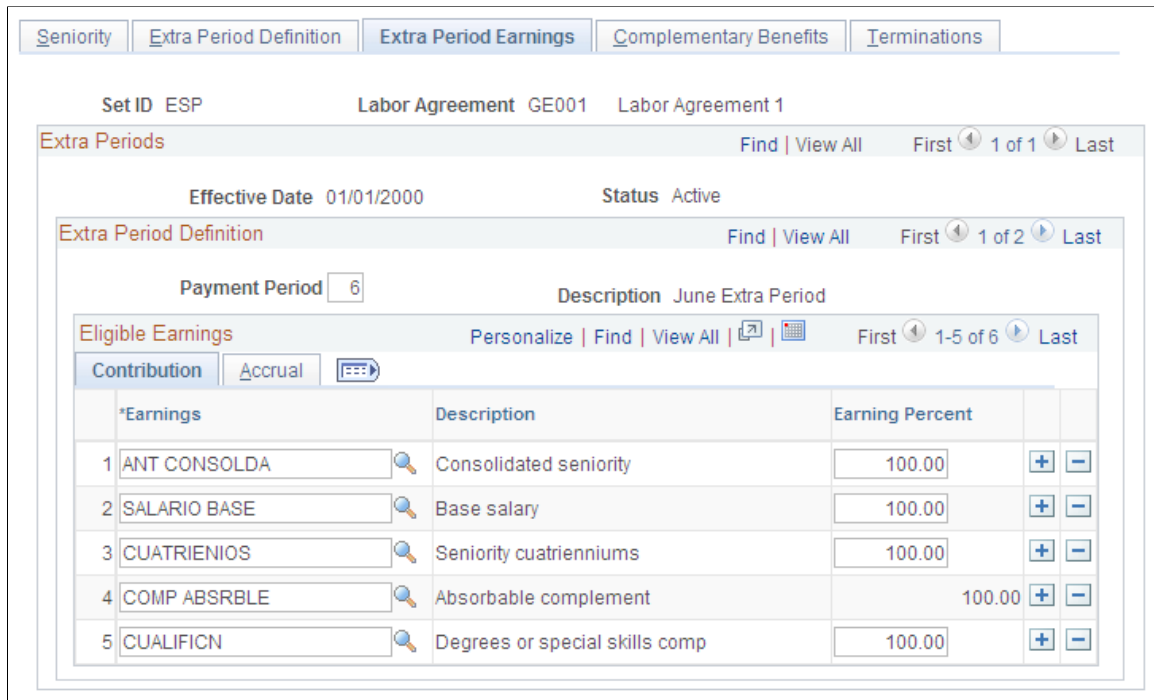 Seniority Extra Period Definition Extra Period Earnings Complementary Benefits Terminations
Set ID ESP Labor Agreement GE001 Labor Agreement 1
Extra Periods Find | View All First 1 of 1 Last
Effective Date 01/01/2000 Status Active
Extra Period Definition Find | View All First 1 of 2 Last
Payment Period 6 Description June Extra Period
Eligible Earnings Personalize | Find | View All | | First 1-5 of 6 Last
Contribution Accrual
*Earnings Description Earning Percent
1 ANT CONSOLDA Consolidated seniority 100.00
2 SALARIO BASE Base salary 100.00
3 CUATRIENIOS Seniority cuatrienniums 100.00
4 COMP ABSRBLE Absorbable complement 100.00
5 CUALIFICN Degrees or special skills comp 100.00